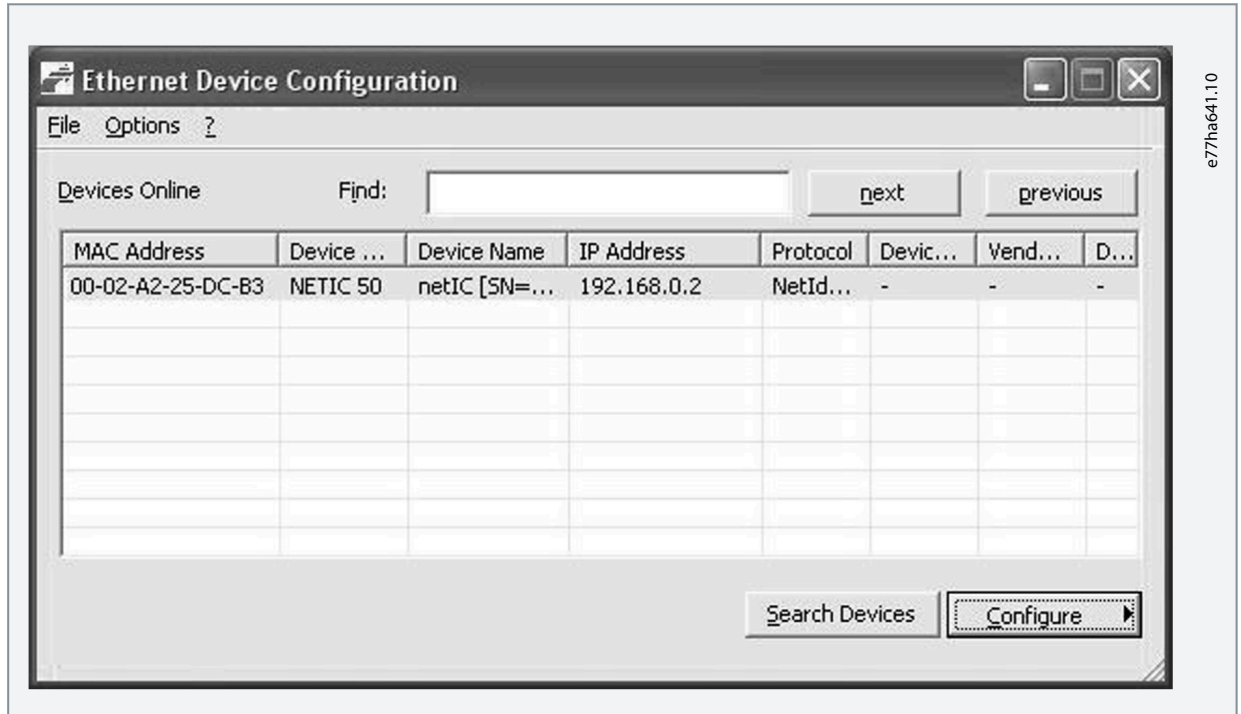 Ethernet Device Configuration
File Options ?
Devices Online Find: next previous
MAC Address Device ... Device Name IP Address Protocol Devic... Vend... D...
00-02-A2-25-DC-B3 NETIC 50 netIC [SN=... 192.168.0.2 NetId... - - -
Search Devices Configure
e77ha641.10